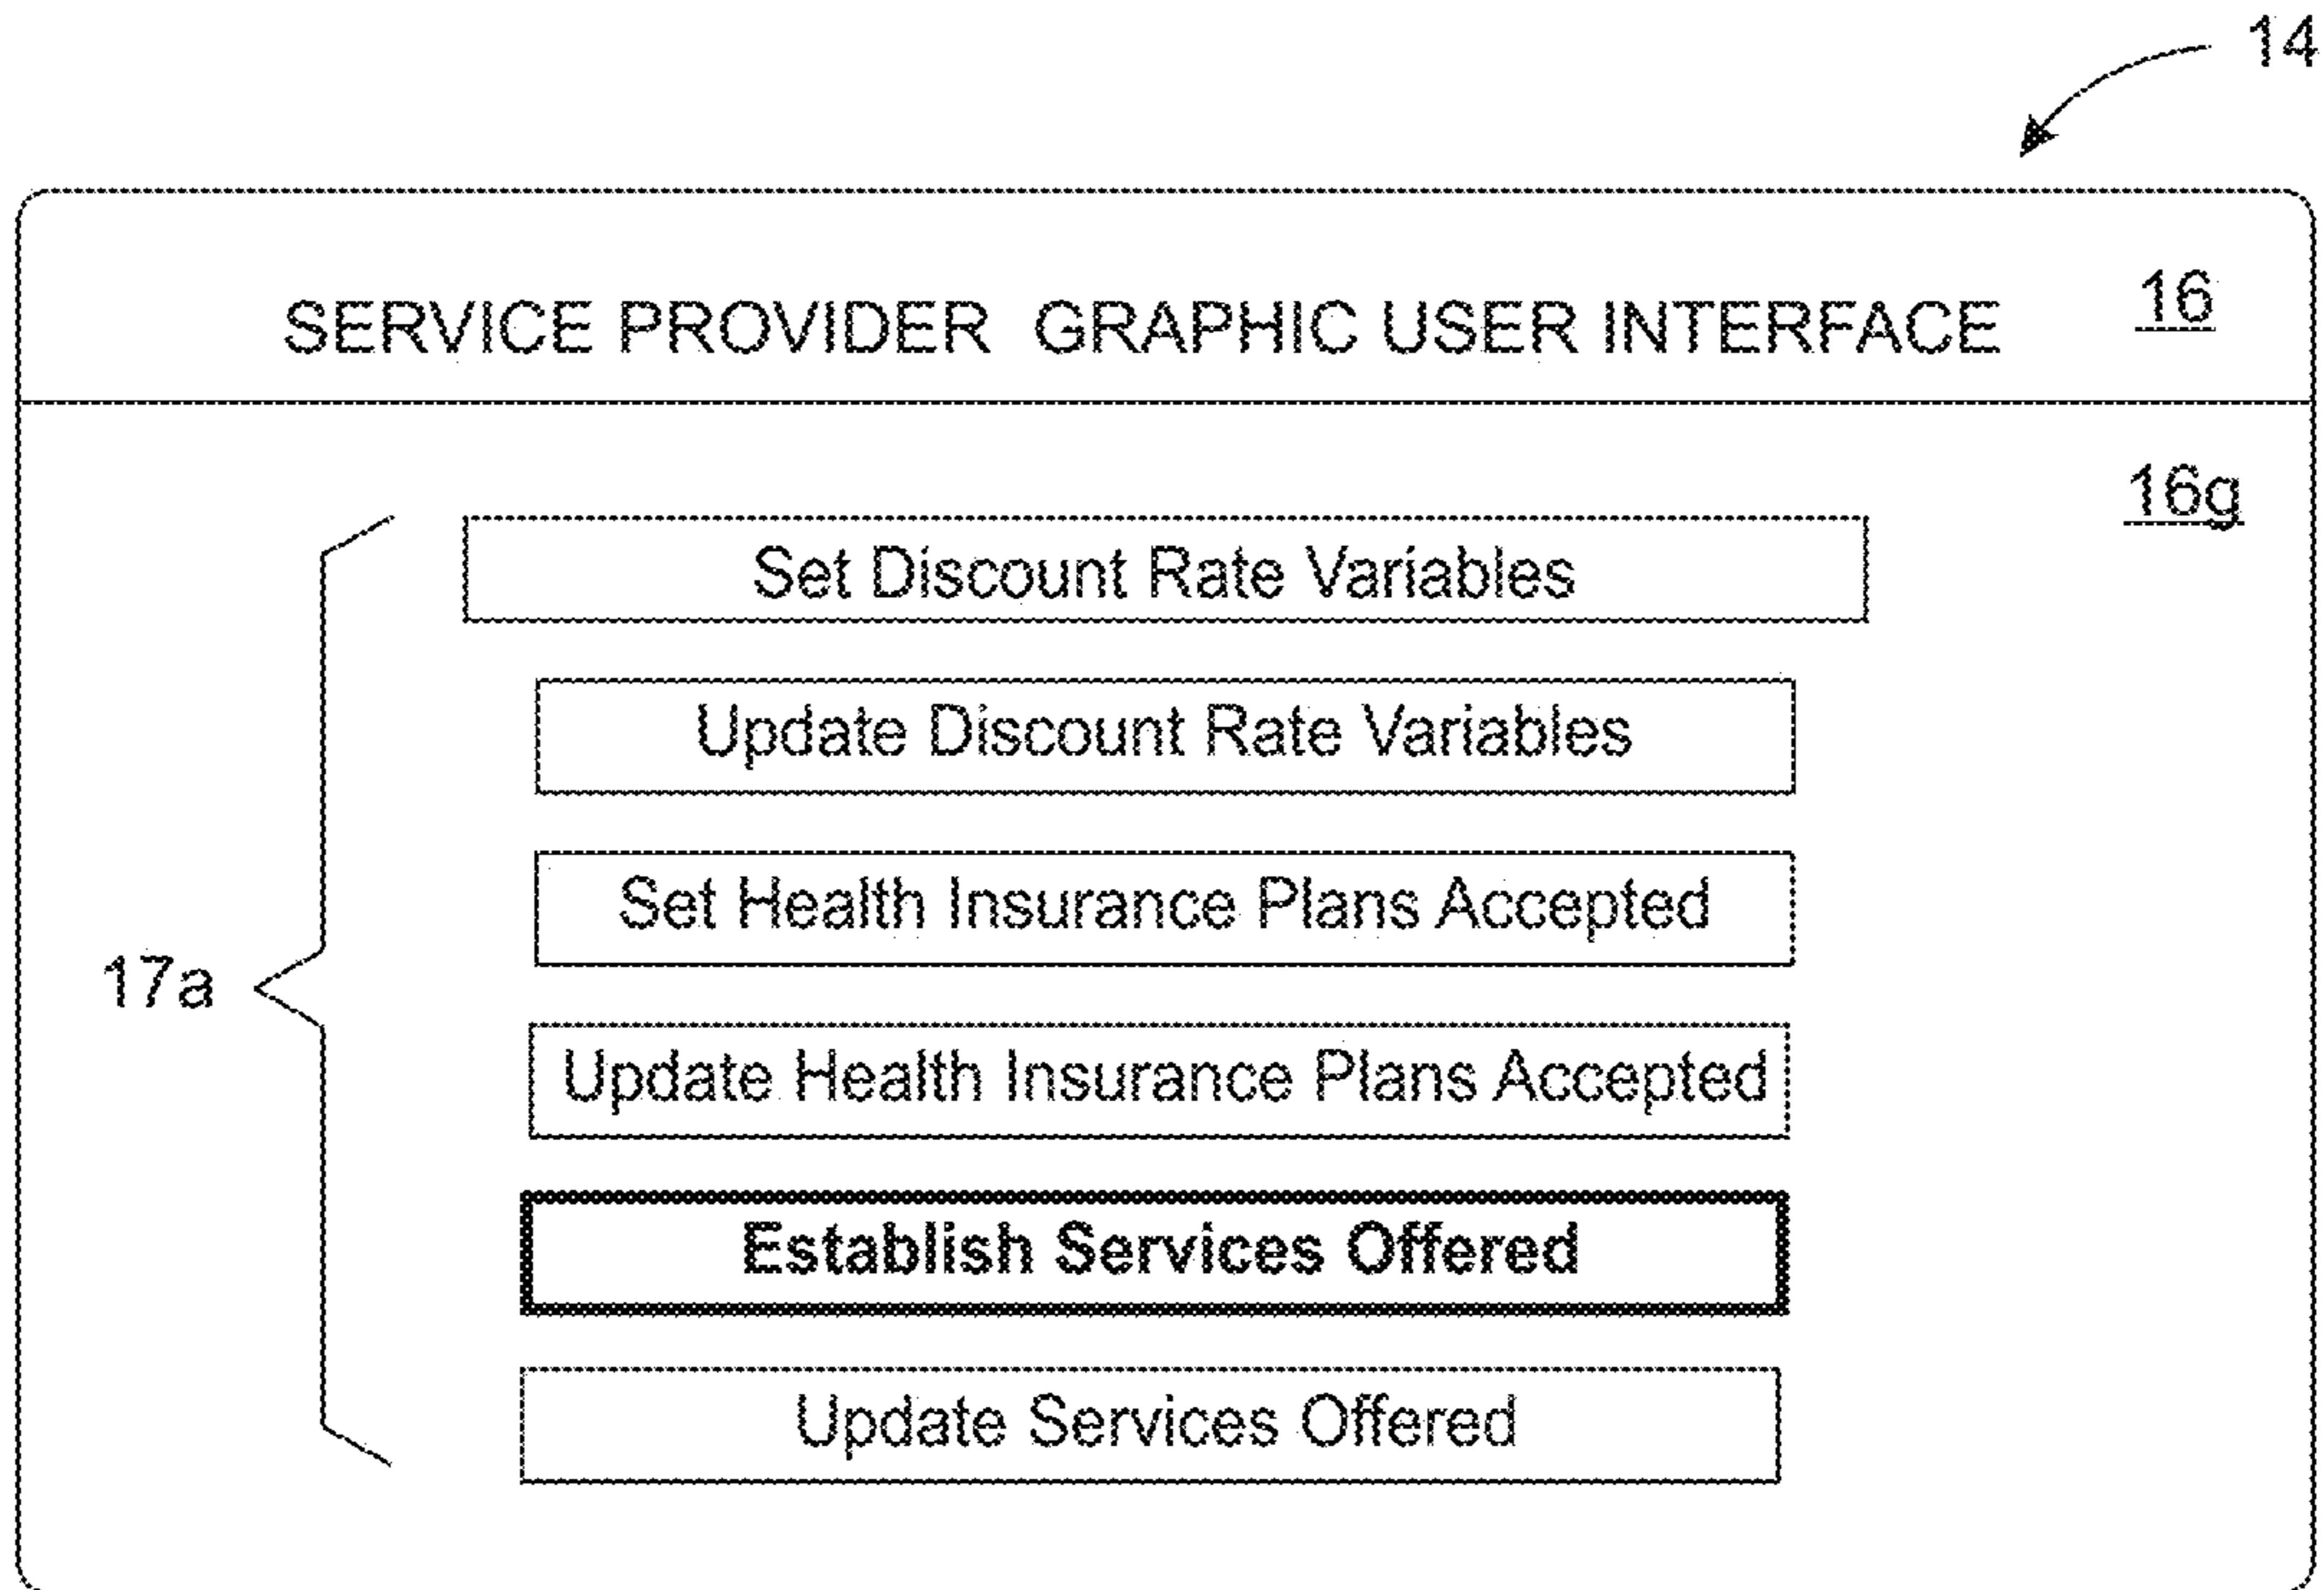 14
SERVICE PROVIDER GRAPHIC USER INTERFACE 16
16g
Set Discount Rate Variables
Update Discount Rate Variables
Set Health Insurance Plans Accepted
17a
Update Health Insurance Plans Accepted
Establish Services Offered
Update Services Offered